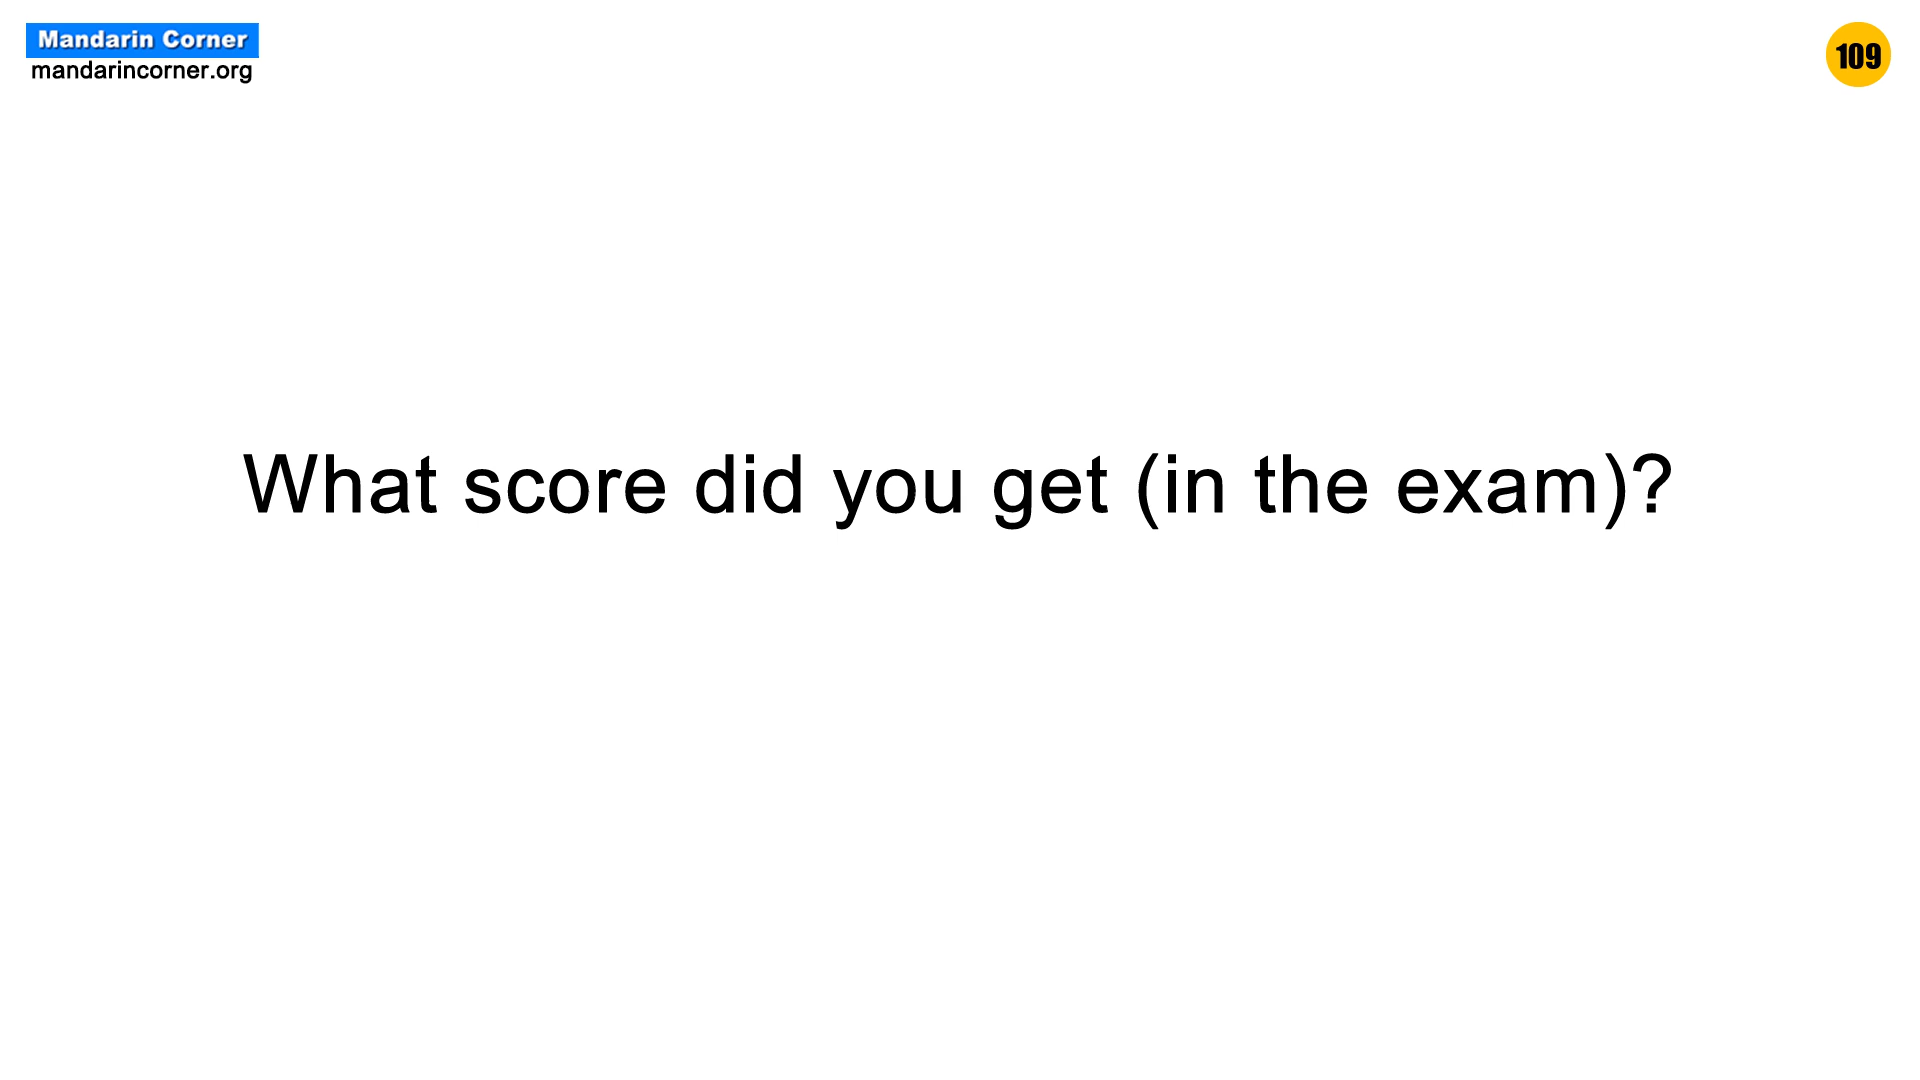 Mandarin Corner
mandarincorner.org
109
What score did you get (in the exam)?